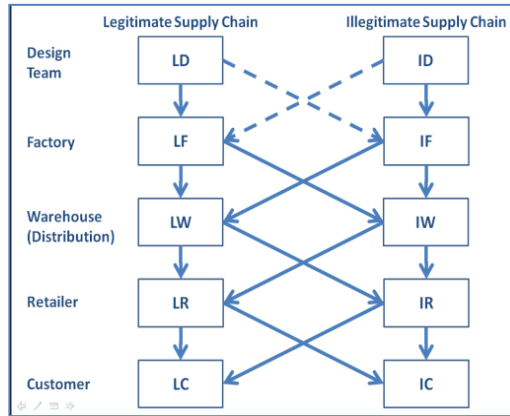 Legitimate Supply Chain Illegitimate Supply Chain
Design LD ID
Team
Factory LF IF
Warehouse LW IW
(Distribution)
Retailer LR IR
Customer LC IC